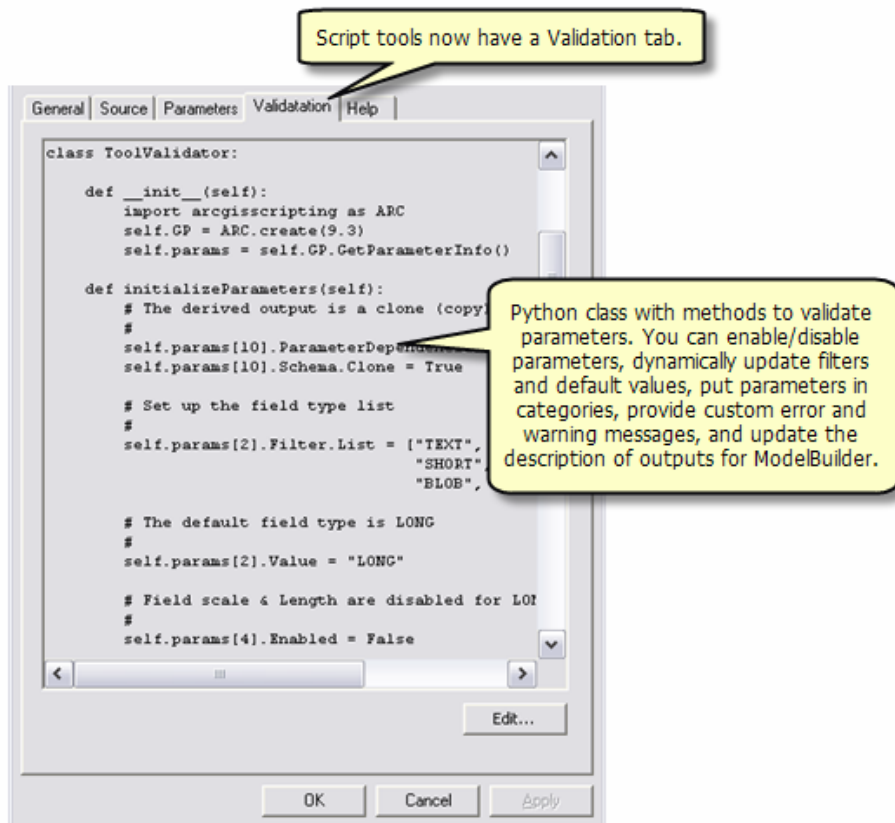 Script tools now have a Validation tab.
General Source Parameters Validatation Help
class ToolValidator:
def __init__(self):
import arcgisscripting as ARC
self.GP = ARC.create(9.3)
self.params = self.GP.GetParameterInfo()
def initializeParameters(self):
# The derived output is a clone (copy)
#
self.params[10].ParameterDependenc
self.params[10].Schema.Clone = True
# Set up the field type list
#
self.params[2].Filter.List = ["TEXT",
"SHORT",
"BLOB",
# The default field type is LONG
#
self.params[2].Value = "LONG"
# Field scale & Length are disabled for LON
#
self.params[4].Enabled = False
Python class with methods to validate
parameters. You can enable/disable
parameters, dynamically update filters
and default values, put parameters in
categories, provide custom error and
warning messages, and update the
description of outputs for ModelBuilder.
Edit...
OK Cancel Apply